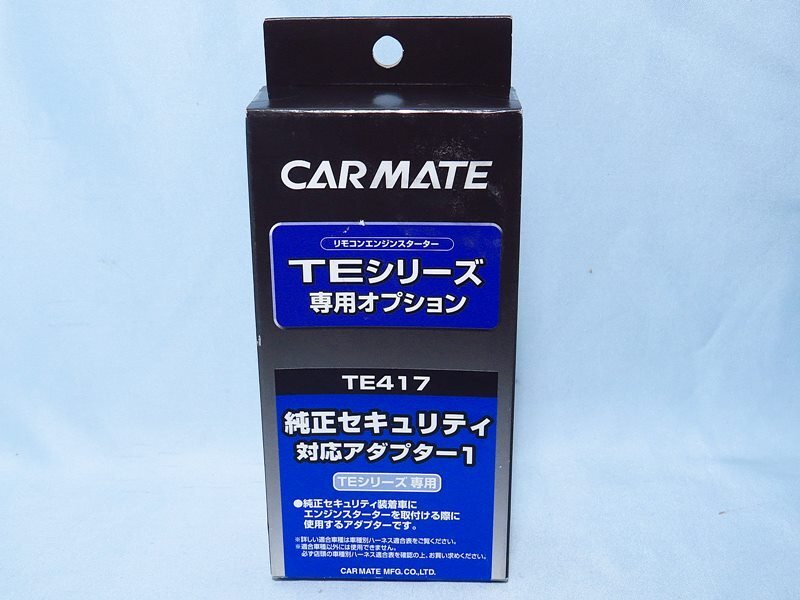 CAR MATE
リモコンエンジンスターター
TEシリーズ
専用オプション
TE417
純正セキュリティ
対応アダプター1
TEシリーズ 専用
●純正セキュリティ装着車に
エンジンスターターを取付ける際に
使用するアダプターです。
※詳しい適合車種は車種別ハーネス適合表をご覧ください。
※適合車種以外には使用できません。
必ず店頭の車種別ハーネス適合表を確認の上、お買い求めください。
CAR MATE MFG. CO.,LTD.